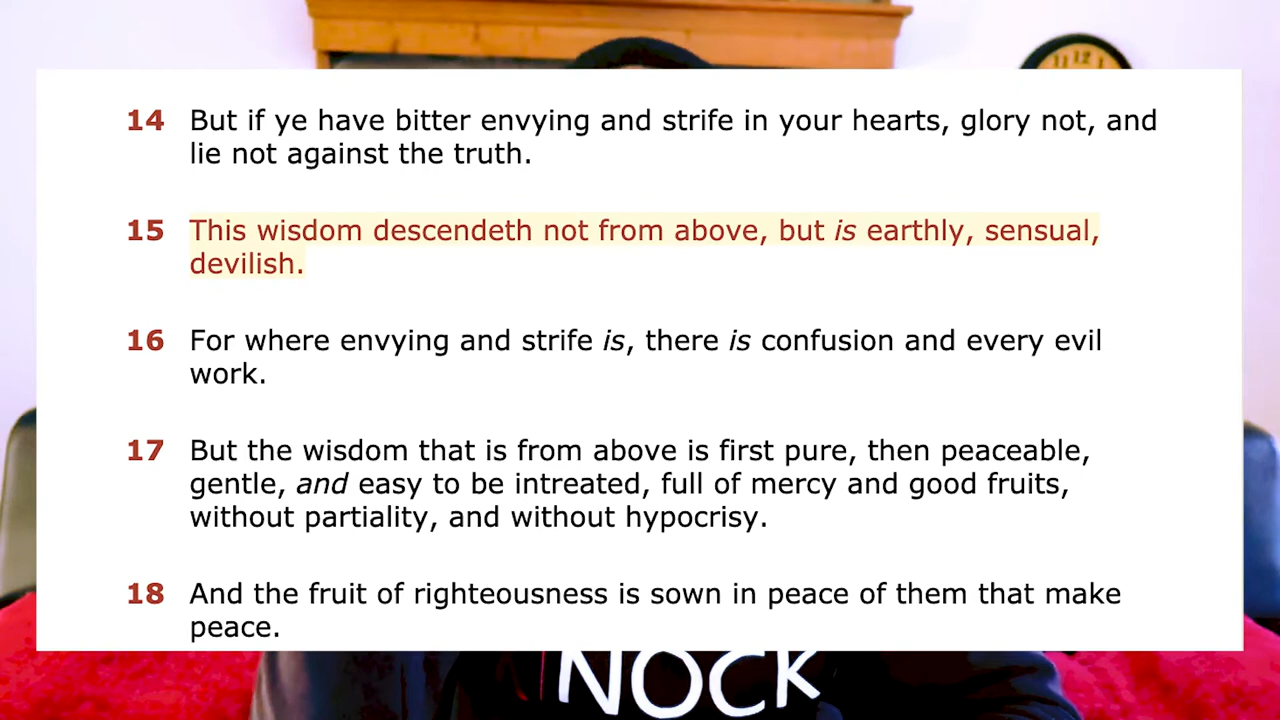 11 12 1
14 But if ye have bitter envying and strife in your hearts, glory not, and
lie not against the truth.
15 This wisdom descendeth not from above, but is earthly, sensual,
devilish.
16 For where envying and strife is, there is confusion and every evil
work.
17 But the wisdom that is from above is first pure, then peaceable,
gentle, and easy to be intreated, full of mercy and good fruits,
without partiality, and without hypocrisy.
18 And the fruit of righteousness is sown in peace of them that make
peace.
NOCK